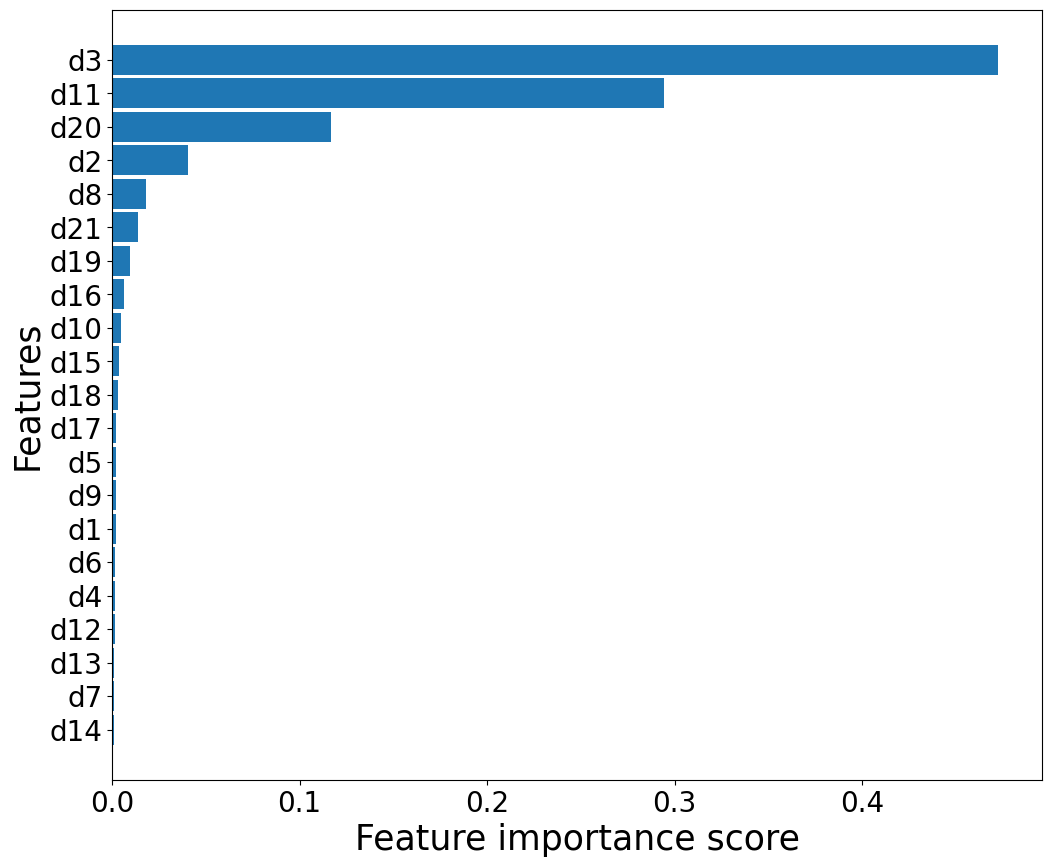 d3
d11
d20
d2
d8
d21
d19
d16
d10
d15
d18
d17
d5
d9
d1
d6
d4
d12
d13
d7
d14
Features
0.0 0.1 0.2 0.3 0.4
Feature importance score